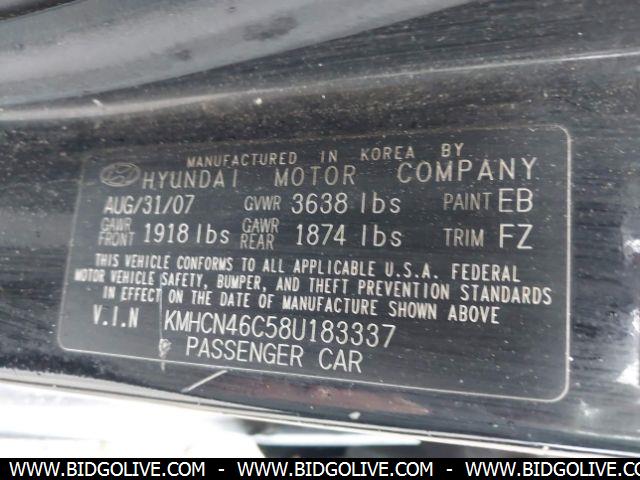 MANUFACTURED IN KOREA BY
HYUNDAI MOTOR COMPANY
AUG/31/07 GVWR 3638 lbs PAINT EB
GAWR FRONT 1918 lbs GAWR REAR 1874 lbs TRIM FZ
THIS VEHICLE CONFORMS TO ALL APPLICABLE U.S.A. FEDERAL
MOTOR VEHICLE SAFETY, BUMPER, AND THEFT PREVENTION STANDARDS
IN EFFECT ON THE DATE OF MANUFACTURE SHOWN ABOVE
V.I.N KMHCN46C58U183337
PASSENGER CAR
WWW.BIDGOLIVE.COM - WWW.BIDGOLIVE.COM - WWW.BIDGOLIVE.COM